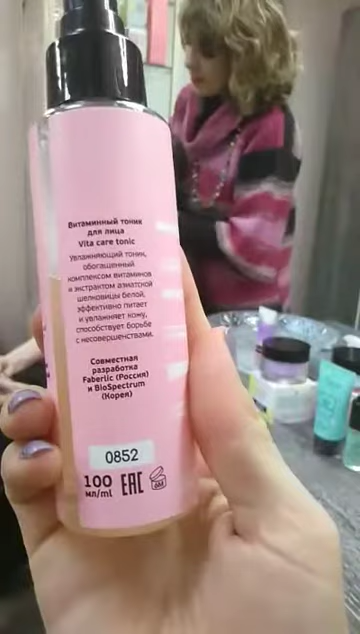 Витаминный тоник
для лица
Vita care tonic
Увлажняющий тоник,
обогащенный
комплексом витаминов
и экстрактом азиатской
шелковицы белой,
эффективно питает
и увлажняет кожу,
способствует борьбе
с несовершенствами.
Совместная
разработка
Faberlic (Россия)
и BioSpectrum
(Корея)
0852
100
мл/ml
EAC